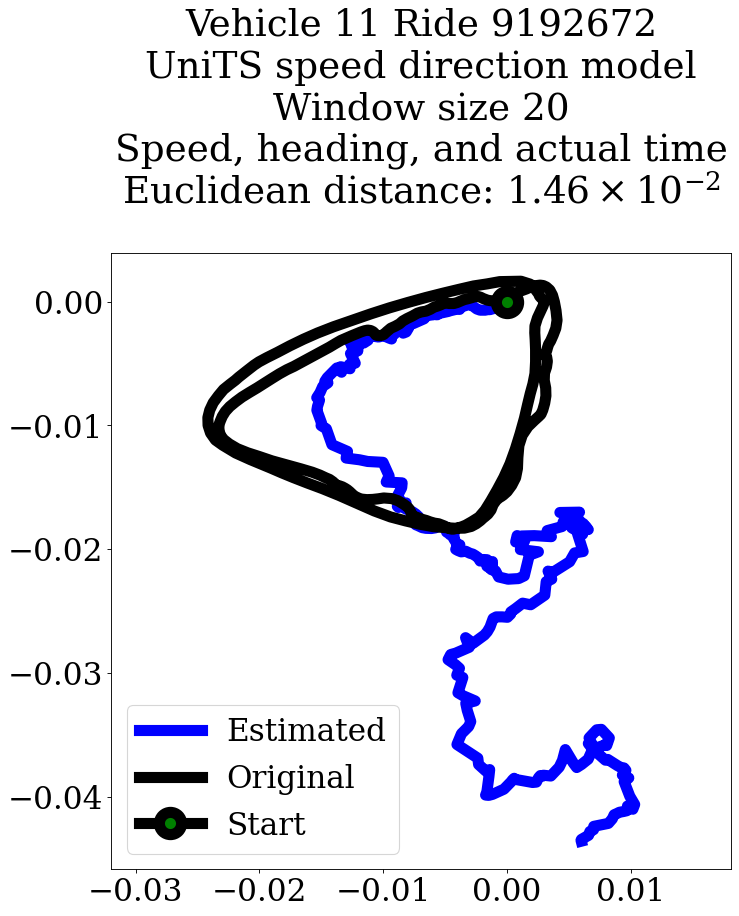 Vehicle 11 Ride 9192672
UniTS speed direction model
Window size 20
Speed, heading, and actual time
Euclidean distance: 1.46 × 10⁻²
0.00
−0.01
−0.02
−0.03
−0.04
Estimated
Original
Start
−0.03 −0.02 −0.01 0.00 0.01